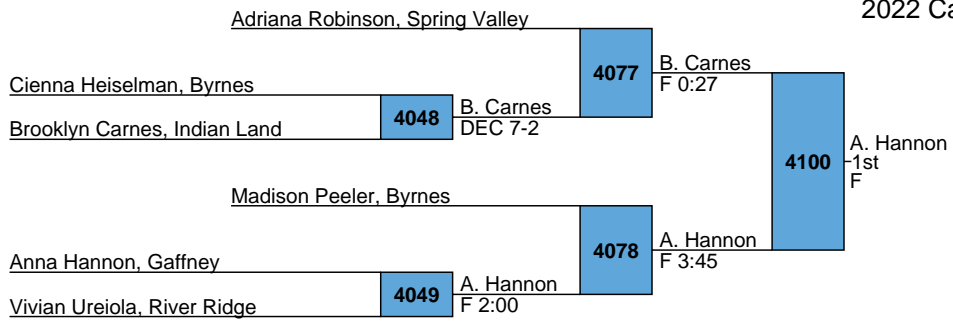 2022 Ca
Adriana Robinson, Spring Valley
4077
B. Carnes
F 0:27
Cienna Heiselman, Byrnes
4048
B. Carnes
DEC 7-2
Brooklyn Carnes, Indian Land
4100
A. Hannon
1st
F
Madison Peeler, Byrnes
4078
A. Hannon
F 3:45
Anna Hannon, Gaffney
4049
A. Hannon
F 2:00
Vivian Ureiola, River Ridge